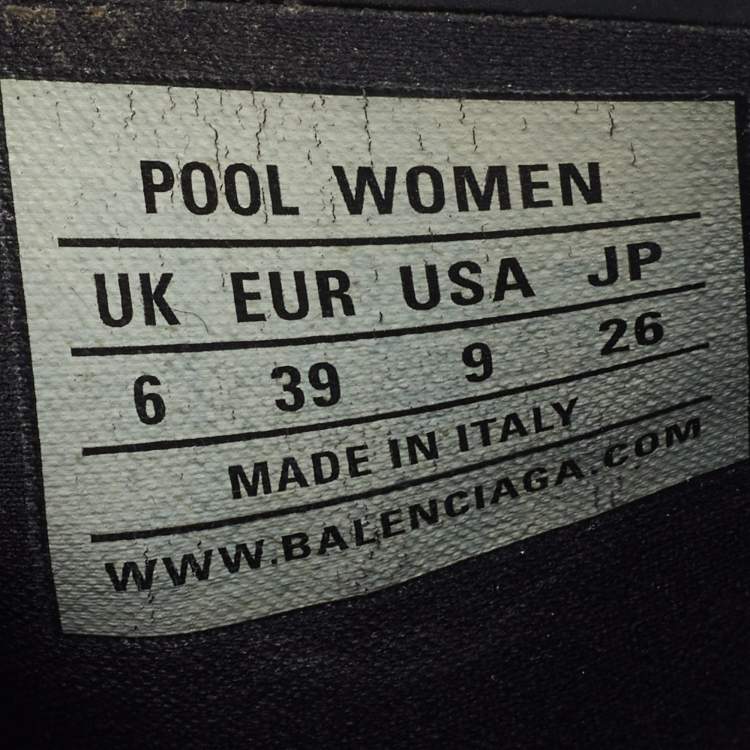 POOL WOMEN
UK EUR USA JP
6 39 9 26
MADE IN ITALY
WWW.BALENCIAGA.COM